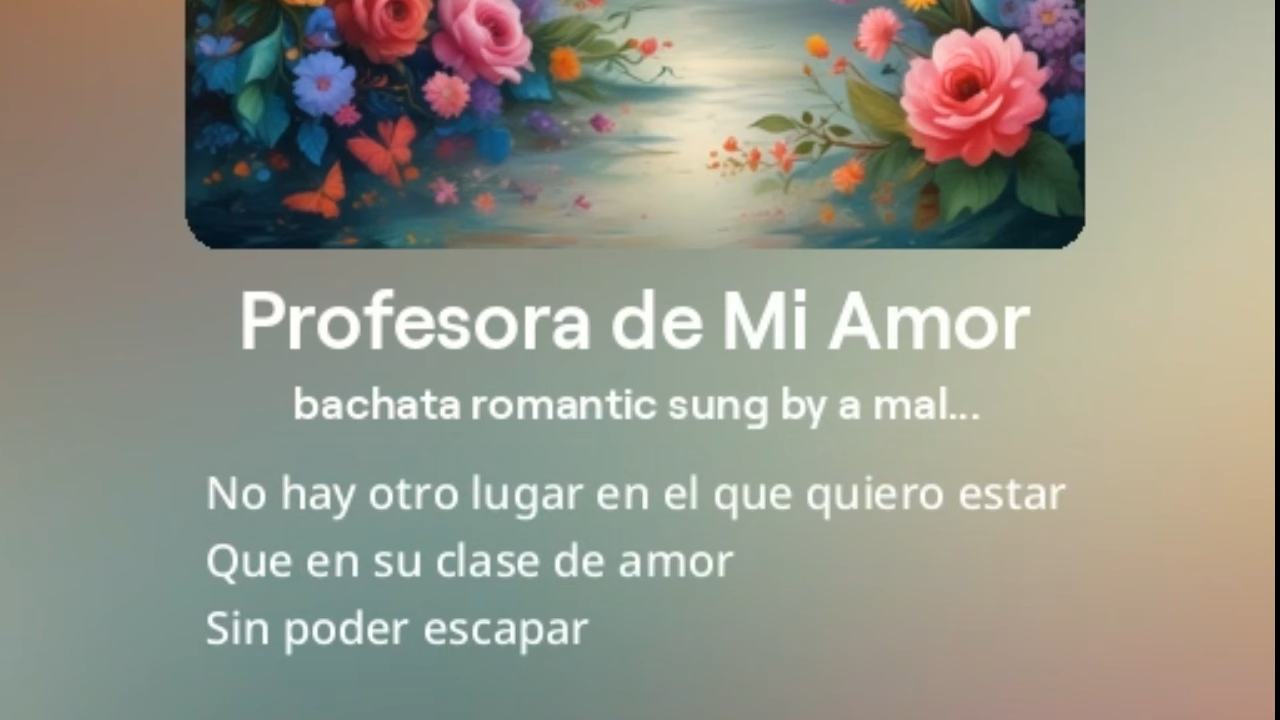 Profesora de Mi Amor
bachata romantic sung by a mal...
No hay otro lugar en el que quiero estar
Que en su clase de amor
Sin poder escapar